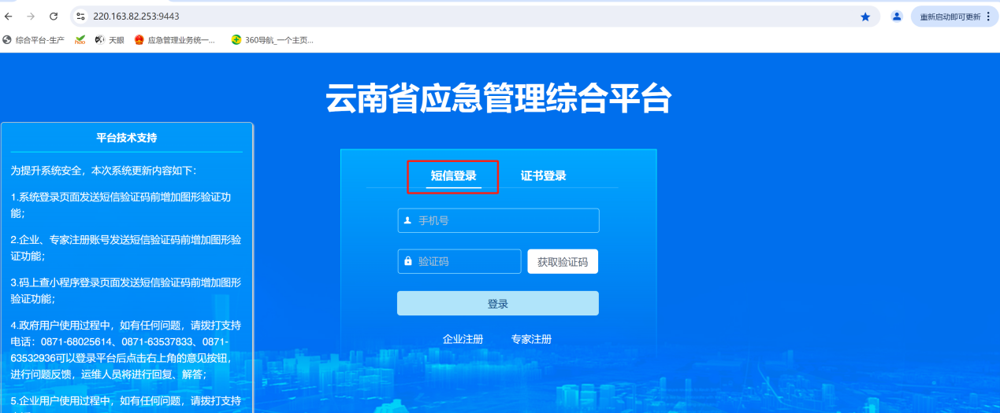 220.163.82.253:9443
重新启动即可更新
综合平台-生产
hao
天眼
应急管理业务统一...
360导航_一个主页...
云南省应急管理综合平台
平台技术支持
为提升系统安全，本次系统更新内容如下：
1.系统登录页面发送短信验证码前增加图形验证功
能；
2.企业、专家注册账号发送短信验证码前增加图形验
证功能；
3.码上查小程序登录页面发送短信验证码前增加图形
验证功能；
4.政府用户使用过程中，如有任何问题，请拨打支持
电话：0871-68025614、0871-63537833、0871-
63532936可以登录平台后点击右上角的意见按钮，
进行问题反馈，运维人员将进行回复、解答；
5.企业用户使用过程中，如有任何问题，请拨打支持
短信登录 证书登录
手机号
验证码 获取验证码
登录
企业注册 专家注册